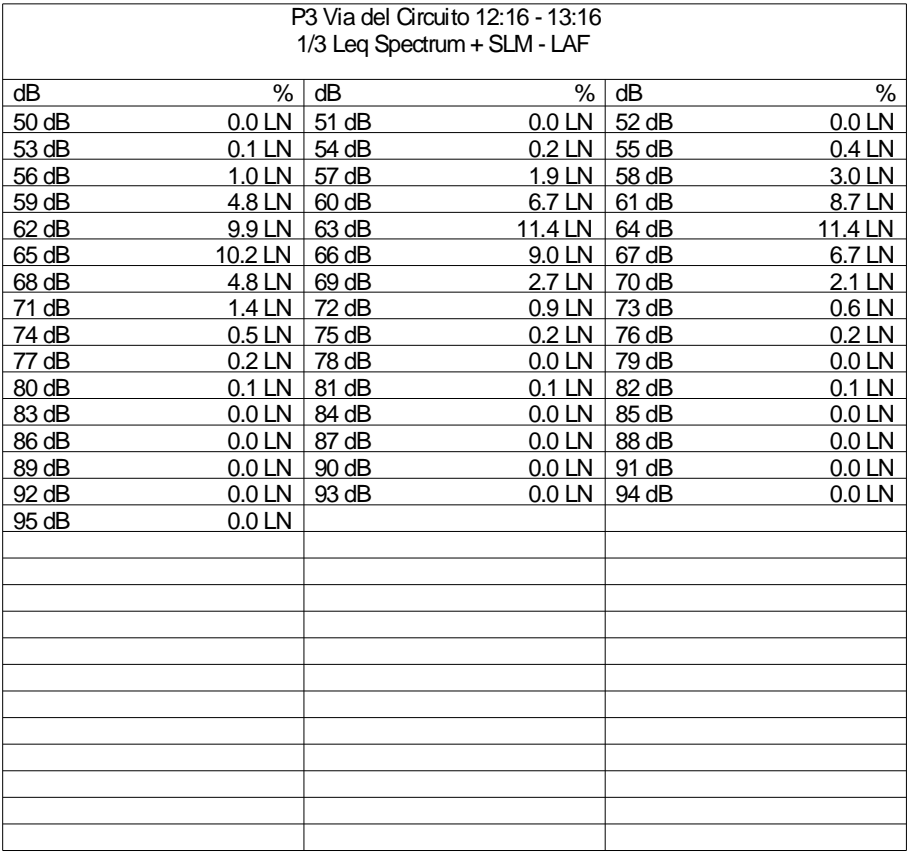 P3 Via del Circuito 12:16 - 13:16
1/3 Leq Spectrum + SLM - LAF
dB % dB % dB %
50 dB 0.0 LN 51 dB 0.0 LN 52 dB 0.0 LN
53 dB 0.1 LN 54 dB 0.2 LN 55 dB 0.4 LN
56 dB 1.0 LN 57 dB 1.9 LN 58 dB 3.0 LN
59 dB 4.8 LN 60 dB 6.7 LN 61 dB 8.7 LN
62 dB 9.9 LN 63 dB 11.4 LN 64 dB 11.4 LN
65 dB 10.2 LN 66 dB 9.0 LN 67 dB 6.7 LN
68 dB 4.8 LN 69 dB 2.7 LN 70 dB 2.1 LN
71 dB 1.4 LN 72 dB 0.9 LN 73 dB 0.6 LN
74 dB 0.5 LN 75 dB 0.2 LN 76 dB 0.2 LN
77 dB 0.2 LN 78 dB 0.0 LN 79 dB 0.0 LN
80 dB 0.1 LN 81 dB 0.1 LN 82 dB 0.1 LN
83 dB 0.0 LN 84 dB 0.0 LN 85 dB 0.0 LN
86 dB 0.0 LN 87 dB 0.0 LN 88 dB 0.0 LN
89 dB 0.0 LN 90 dB 0.0 LN 91 dB 0.0 LN
92 dB 0.0 LN 93 dB 0.0 LN 94 dB 0.0 LN
95 dB 0.0 LN